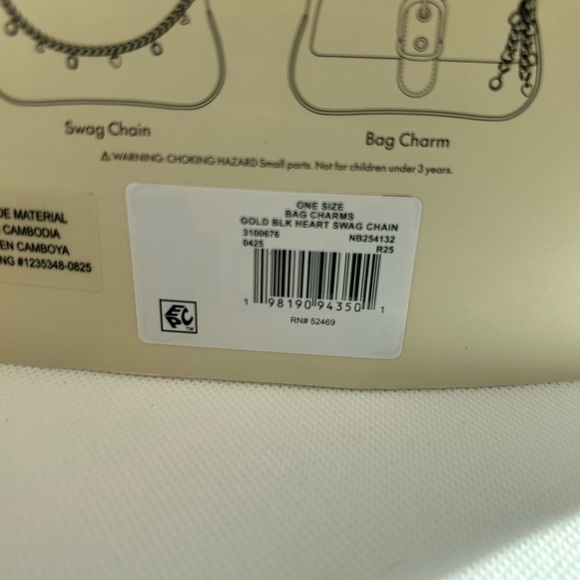 Swag Chain
Bag Charm
WARNING: CHOKING HAZARD Small parts. Not for children under 3 years.
DE MATERIAL
CAMBODIA
EN CAMBOYA
NG #1235348-0825
ONE SIZE
BAG CHARMS
GOLD BLK HEART SWAG CHAIN
3100676 NB254132
0425 R25
1 98190 94350 1
RN# 52469
EPC TM